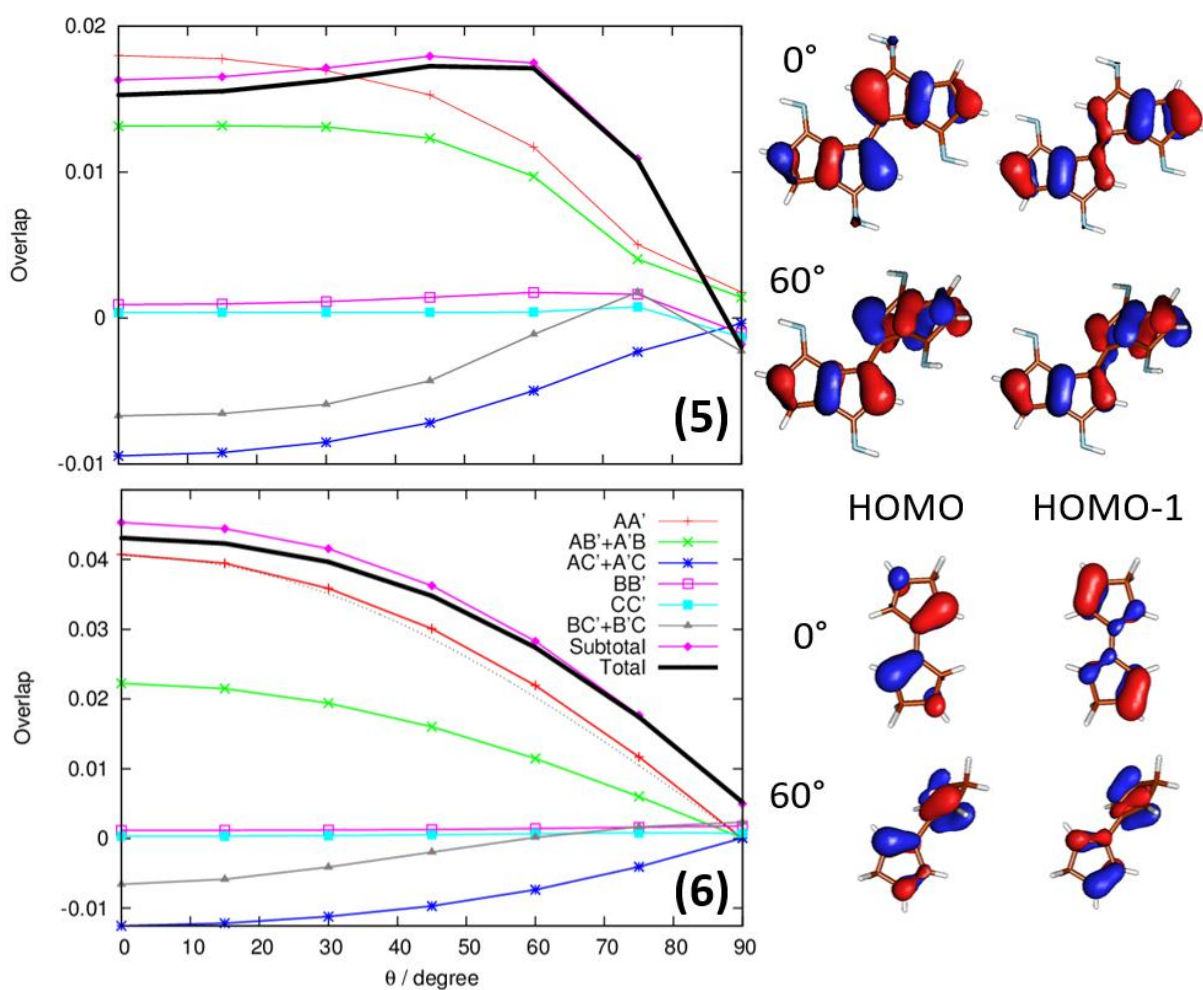 0.02
0.01
0
-0.01
Overlap
(5)
0°
60°
HOMO HOMO-1
0.04
0.03
0.02
0.01
0
-0.01
Overlap
AA'
AB'+A'B
AC'+A'C
BB'
CC'
BC'+B'C
Subtotal
Total
(6)
0°
60°
0 10 20 30 40 50 60 70 80 90
θ / degree